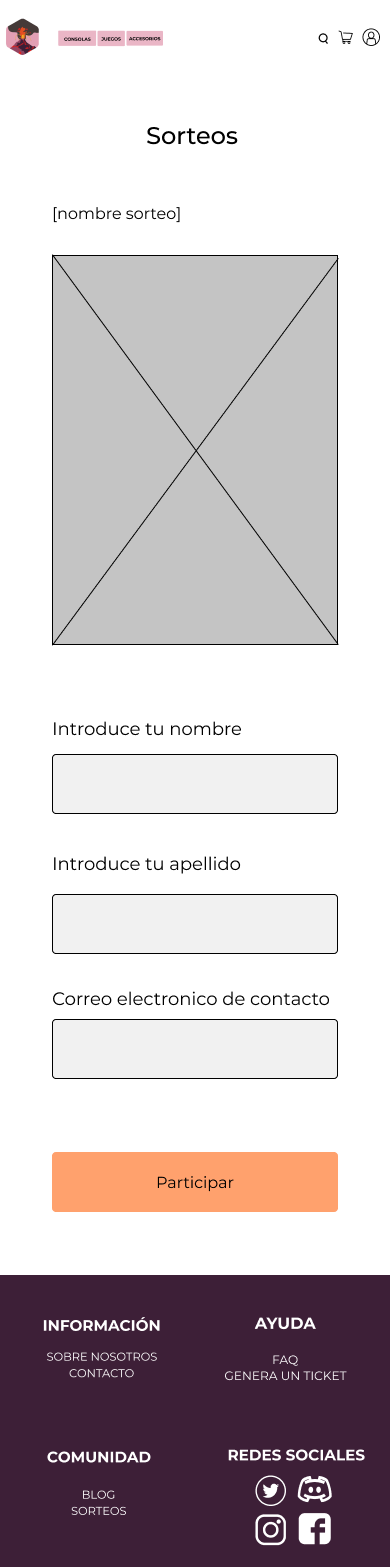 CONSOLAS JUEGOS ACCESORIOS
Sorteos
[nombre sorteo]
Introduce tu nombre
Introduce tu apellido
Correo electronico de contacto
Participar
INFORMACIÓN
SOBRE NOSOTROS
CONTACTO
AYUDA
FAQ
GENERA UN TICKET
COMUNIDAD
BLOG
SORTEOS
REDES SOCIALES